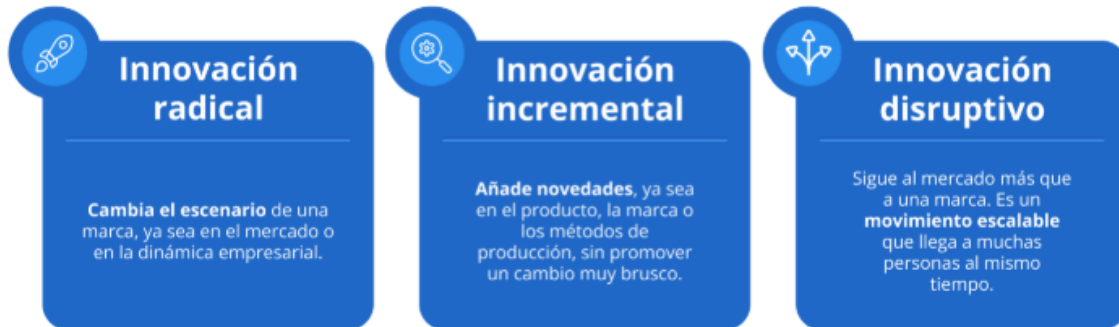 Innovación
radical
Cambia el escenario de una
marca, ya sea en el mercado o
en la dinámica empresarial.
Innovación
incremental
Añade novedades, ya sea
en el producto, la marca o
los métodos de
producción, sin promover
un cambio muy brusco.
Innovación
disruptivo
Sigue al mercado más que
a una marca. Es un
movimiento escalable
que llega a muchas
personas al mismo
tiempo.